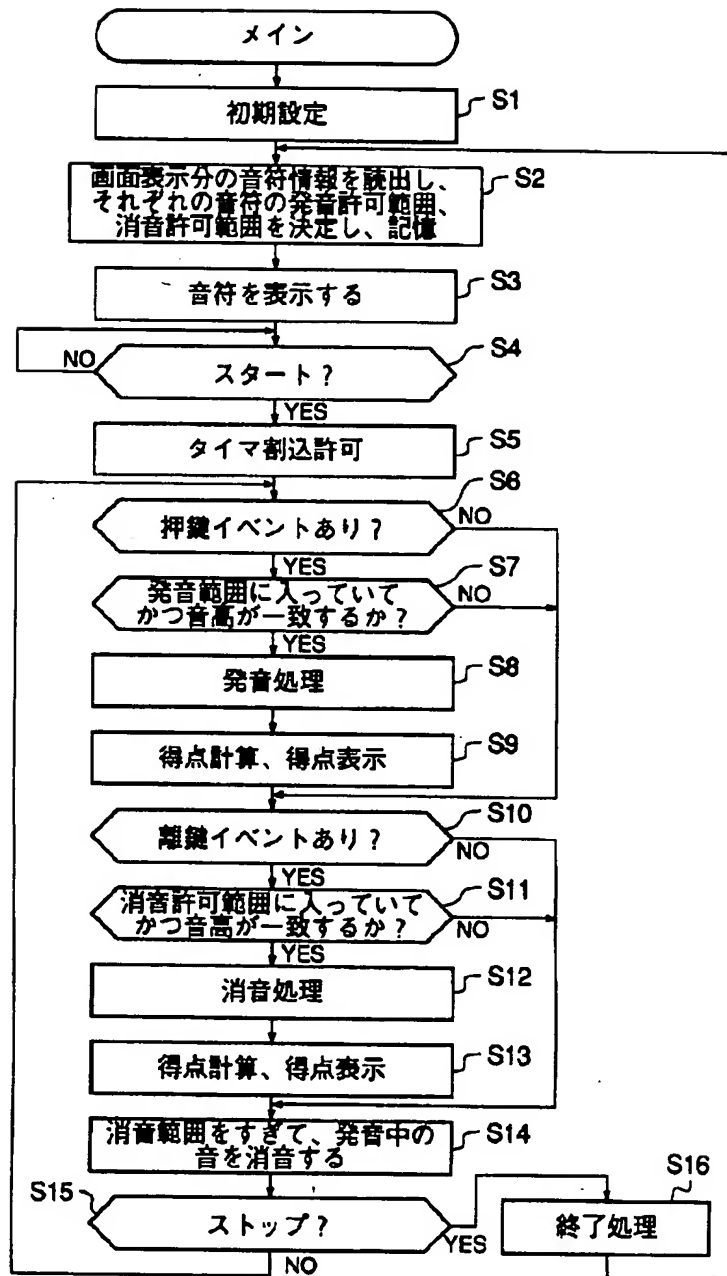 メイン
S1
初期設定
S2
画面表示分の音符情報を読出し、
それぞれの音符の発音許可範囲、
消音許可範囲を決定し、記憶
S3
音符を表示する
S4
NO
スタート?
YES
S5
タイマ割込許可
S6
押鍵イベントあり?
NO
YES
S7
発音範囲に入っていて
かつ音高が一致するか?
NO
YES
S8
発音処理
S9
得点計算、得点表示
S10
離鍵イベントあり?
NO
YES
S11
消音許可範囲に入っていて
かつ音高が一致するか?
NO
YES
S12
消音処理
S13
得点計算、得点表示
S14
消音範囲をすぎて、発音中の
音を消音する
S15
ストップ?
YES
NO
S16
終了処理